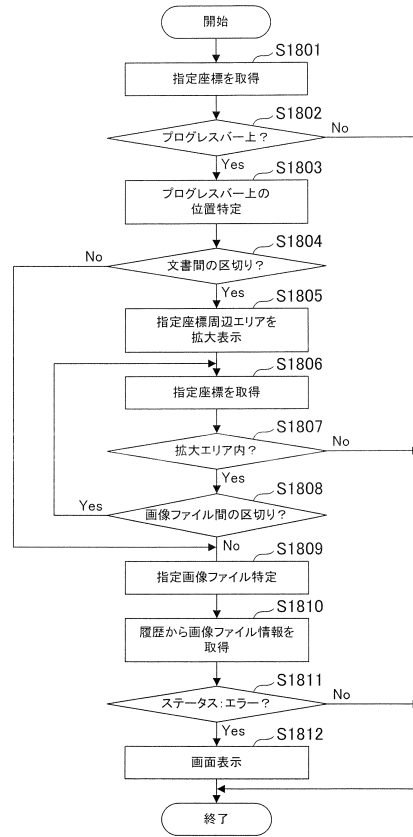 開始
S1801
指定座標を取得
S1802
プログレスバー上?
No
Yes
S1803
プログレスバー上の
位置特定
S1804
No
文書間の区切り?
Yes
S1805
指定座標周辺エリアを
拡大表示
S1806
指定座標を取得
S1807
拡大エリア内?
No
Yes
S1808
Yes
画像ファイル間の区切り?
No
S1809
指定画像ファイル特定
S1810
履歴から画像ファイル情報を
取得
S1811
ステータス:エラー?
No
Yes
S1812
画面表示
終了